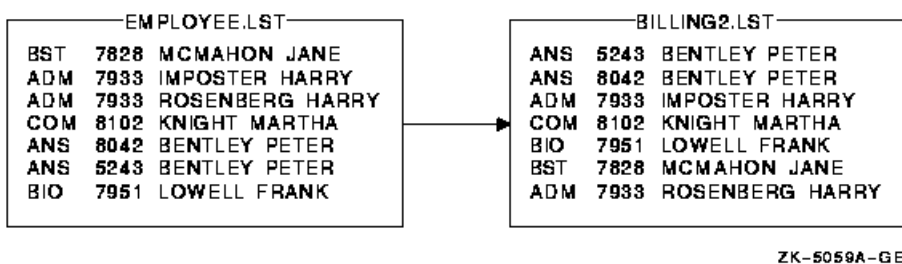 EMPLOYEE.LST
BST 7828 MCMAHON JANE
ADM 7933 IMPOSTER HARRY
ADM 7933 ROSENBERG HARRY
COM 8102 KNIGHT MARTHA
ANS 8042 BENTLEY PETER
ANS 5243 BENTLEY PETER
BIO 7951 LOWELL FRANK
BILLING2.LST
ANS 5243 BENTLEY PETER
ANS 8042 BENTLEY PETER
ADM 7933 IMPOSTER HARRY
COM 8102 KNIGHT MARTHA
BIO 7951 LOWELL FRANK
BST 7828 MCMAHON JANE
ADM 7933 ROSENBERG HARRY
ZK-5059A-GE